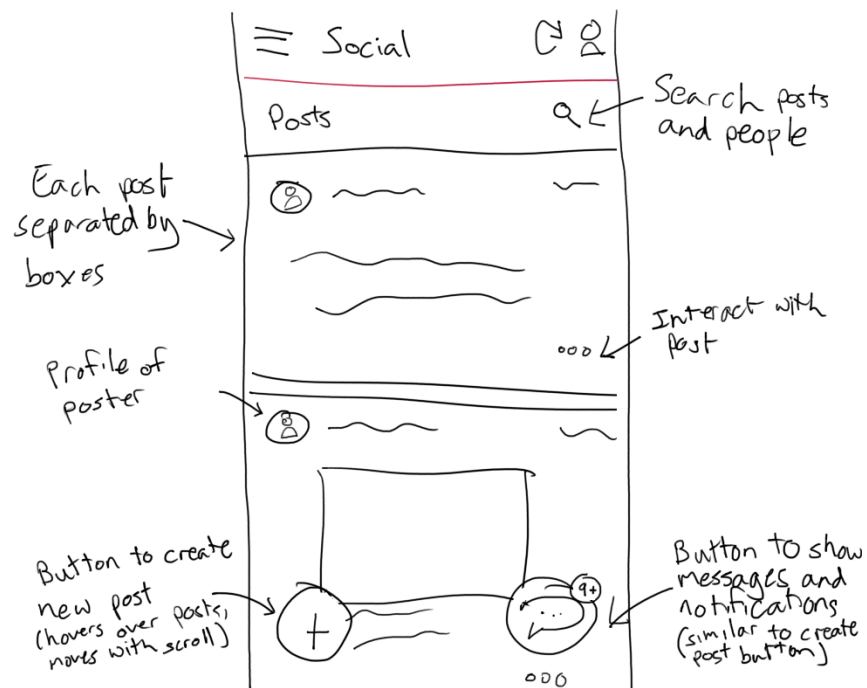 Social
Posts
Search posts
and people
Each post
separated by
boxes
Interact with
post
Profile of
poster
Button to create
new post
(hovers over posts,
moves with scroll)
Button to show
messages and
notifications
(similar to create
post button)
9+